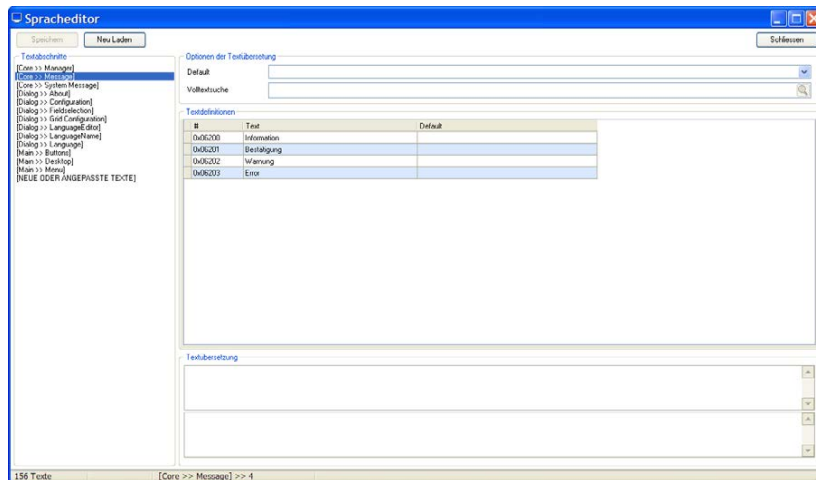 Spracheditor
Speichern
Neu Laden
Schliessen
Textabschnitte
[Core >> Manager]
[Core >> Message]
[Core >> System Message]
[Dialog >> About]
[Dialog >> Configuration]
[Dialog >> Fieldselection]
[Dialog >> Grid Configuration]
[Dialog >> LanguageEditor]
[Dialog >> LanguageName]
[Dialog >> Language]
[Main >> Buttons]
[Main >> Desktop]
[Main >> Menu]
[NEUE ODER ANGEPASSTE TEXTE]
Optionen der Textübersetung
Default
Volltextsuche
Textdefinitionen
# Text Default
0x06200 Information
0x06201 Bestätigung
0x06202 Warnung
0x06203 Error
Textübersetzung
156 Texte [Core >> Message] >> 4